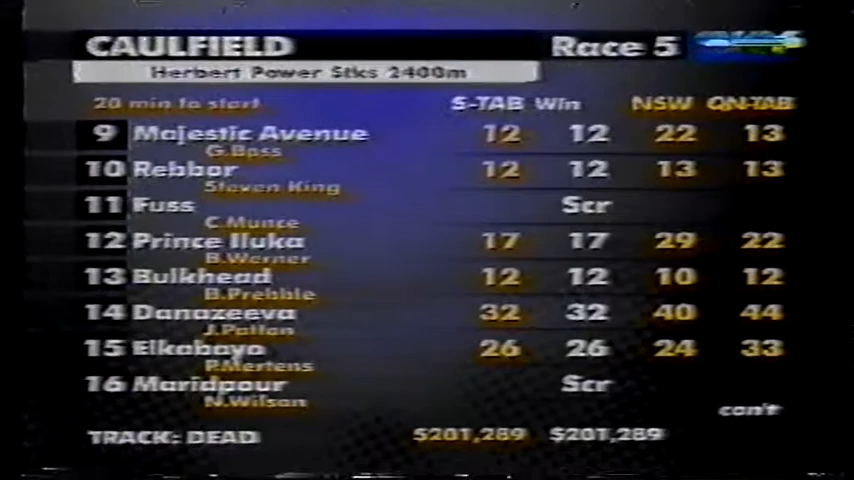 CAULFIELD Race 5
Herbert Power Stks 2400m
20 min to start S-TAB Win NSW QN-TAB
9 Majestic Avenue 12 12 22 13
G.Boss
10 Rebbor 12 12 13 13
Steven King
11 Fuss Scr
C.Munce
12 Prince Iluka 17 17 29 22
B.Werner
13 Bulkhead 12 12 10 12
B.Prebble
14 Danazeeva 32 32 40 44
J.Patton
15 Elkabayo 26 26 24 33
P.Mertens
16 Maridpour Scr
N.Wilson
con't
TRACK: DEAD $201,289 $201,289